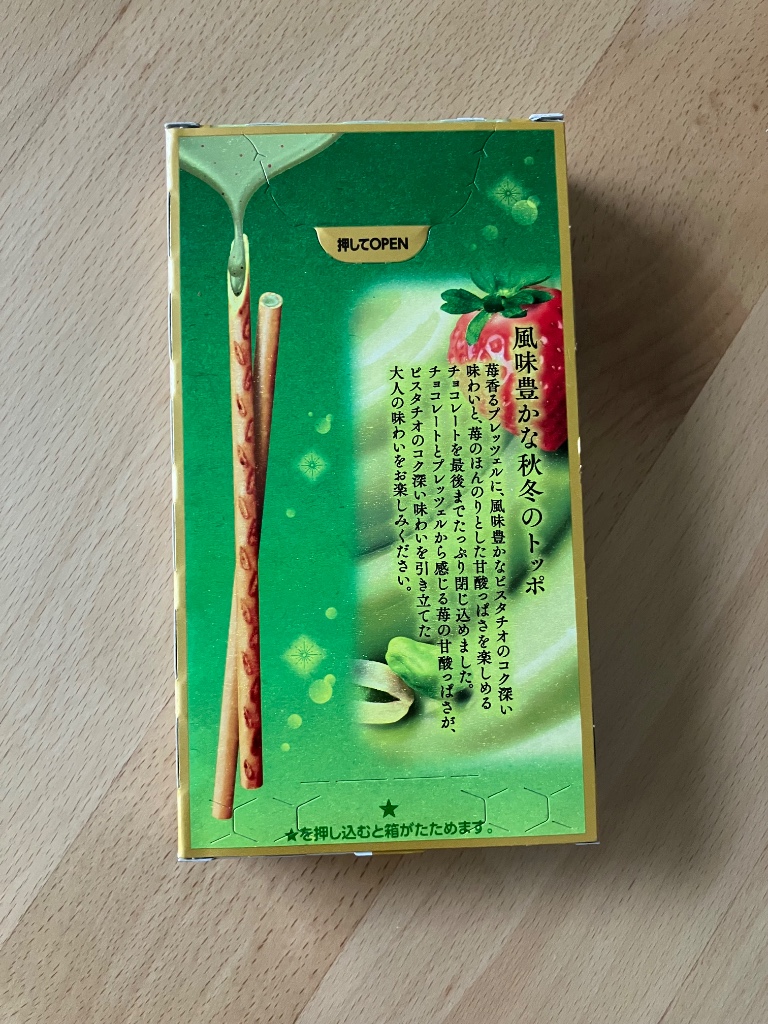 押してOPEN
風味豊かな秋冬のトッポ
苺香るプレッツェルに、風味豊かなピスタチオのコク深い
味わいと、苺のほんのりとした甘酸っぱさを楽しめる
チョコレートを最後までたっぷり閉じ込めました。
チョコレートとプレッツェルから感じる苺の甘酸っぱさが、
ピスタチオのコク深い味わいを引き立てた
大人の味わいをお楽しみください。
★
★を押し込むと箱がたためます。